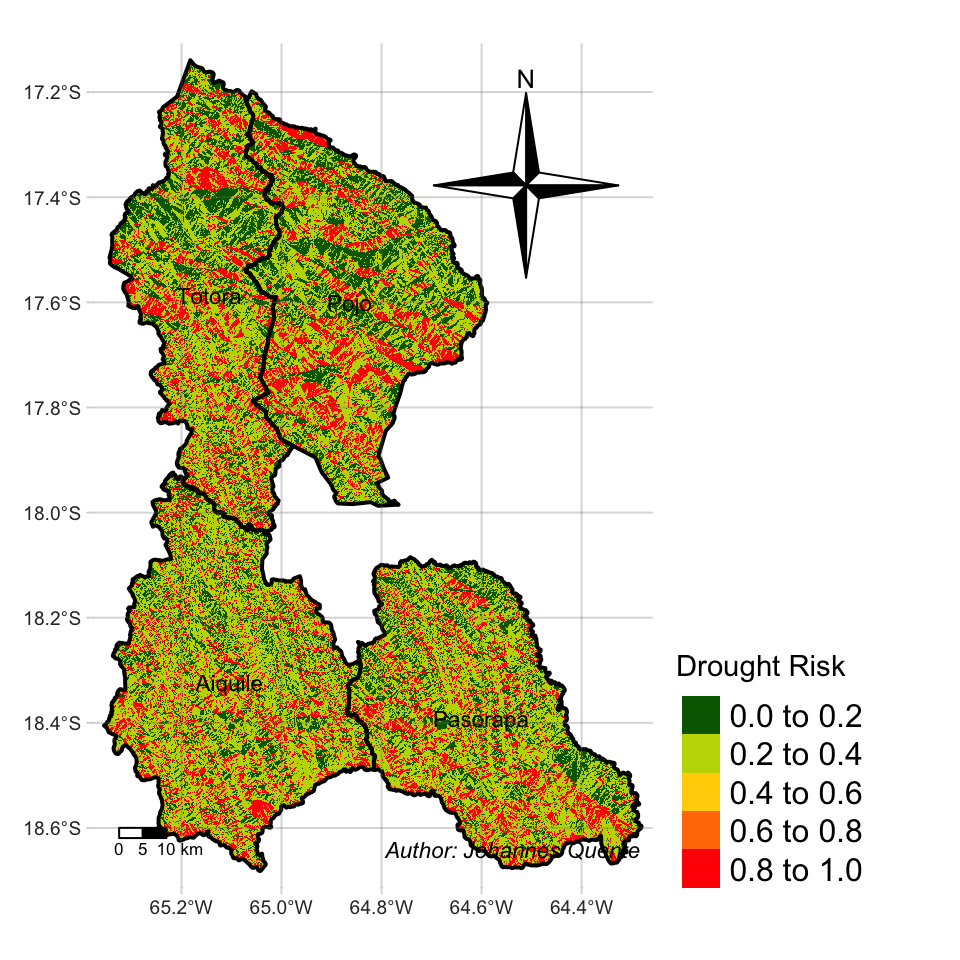 N
17.2°S
17.4°S
17.6°S
17.8°S
18.0°S
18.2°S
18.4°S
18.6°S
Totora
Pojo
Aiquile
Pasorapa
Drought Risk
0.0 to 0.2
0.2 to 0.4
0.4 to 0.6
0.6 to 0.8
0.8 to 1.0
0 5 10 km
Author: Johannes Quente
65.2°W 65.0°W 64.8°W 64.6°W 64.4°W